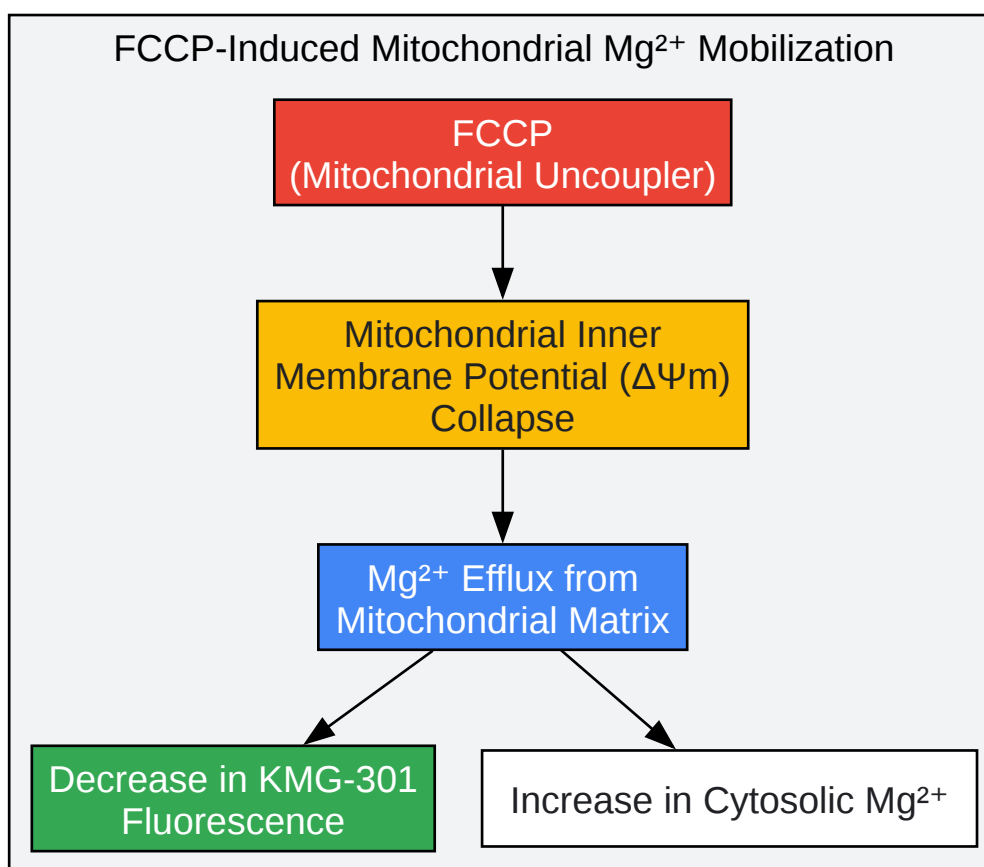 FCCP-Induced Mitochondrial Mg²⁺ Mobilization
FCCP
(Mitochondrial Uncoupler)
Mitochondrial Inner
Membrane Potential (ΔΨm)
Collapse
Mg²⁺ Efflux from
Mitochondrial Matrix
Decrease in KMG-301
Fluorescence
Increase in Cytosolic Mg²⁺